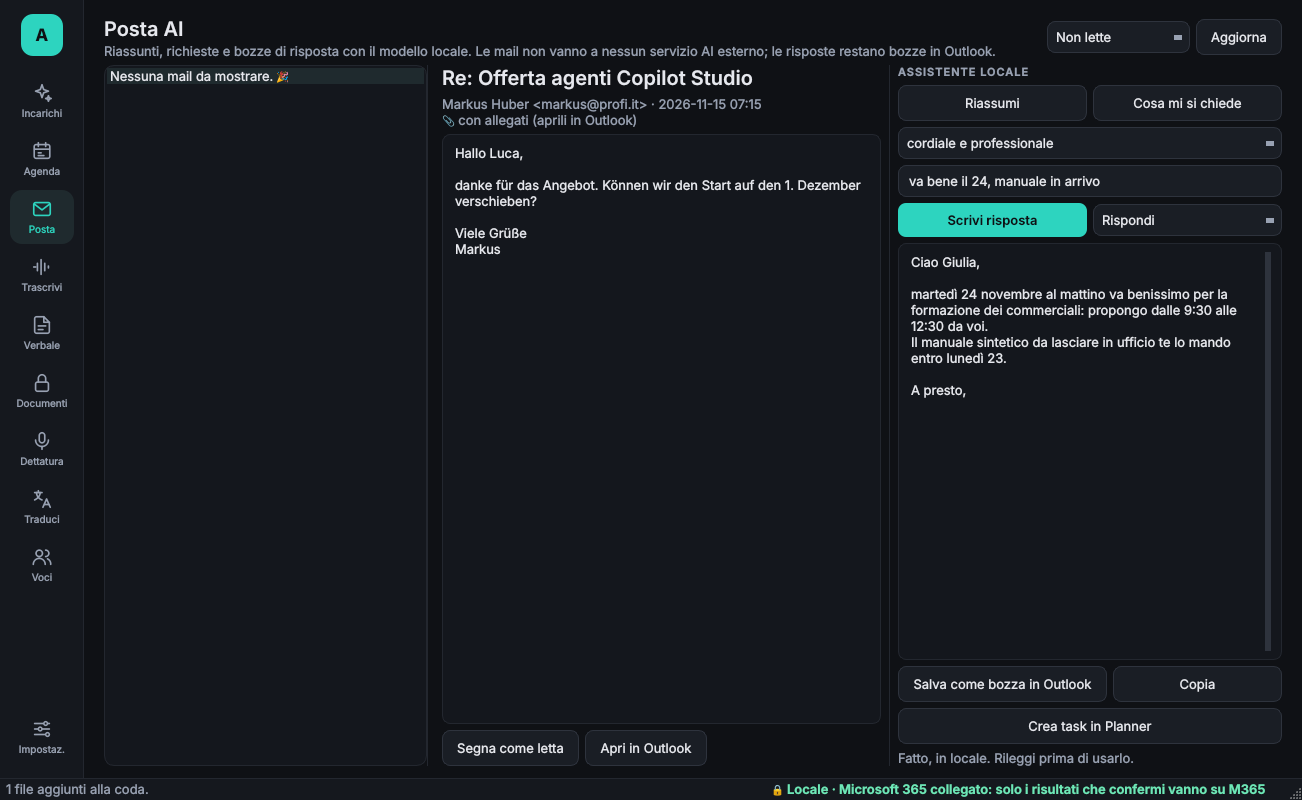 A
Incarichi
Agenda
Posta
Trascrivi
Verbale
Documenti
Dettatura
Traduci
Voci
Impostaz.
Posta AI
Riassunti, richieste e bozze di risposta con il modello locale. Le mail non vanno a nessun servizio AI esterno; le risposte restano bozze in Outlook.
Non lette
Aggiorna
Nessuna mail da mostrare. 🎉
Re: Offerta agenti Copilot Studio
Markus Huber <markus@profi.it> · 2026-11-15 07:15
📎 con allegati (aprili in Outlook)
Hallo Luca,
danke für das Angebot. Können wir den Start auf den 1. Dezember
verschieben?
Viele Grüße
Markus
Segna come letta
Apri in Outlook
ASSISTENTE LOCALE
Riassumi
Cosa mi si chiede
cordiale e professionale
va bene il 24, manuale in arrivo
Scrivi risposta
Rispondi
Ciao Giulia,
martedì 24 novembre al mattino va benissimo per la
formazione dei commerciali: propongo dalle 9:30 alle
12:30 da voi.
Il manuale sintetico da lasciare in ufficio te lo mando
entro lunedì 23.
A presto,
Salva come bozza in Outlook
Copia
Crea task in Planner
Fatto, in locale. Rileggi prima di usarlo.
1 file aggiunti alla coda.
🔒 Locale · Microsoft 365 collegato: solo i risultati che confermi vanno su M365